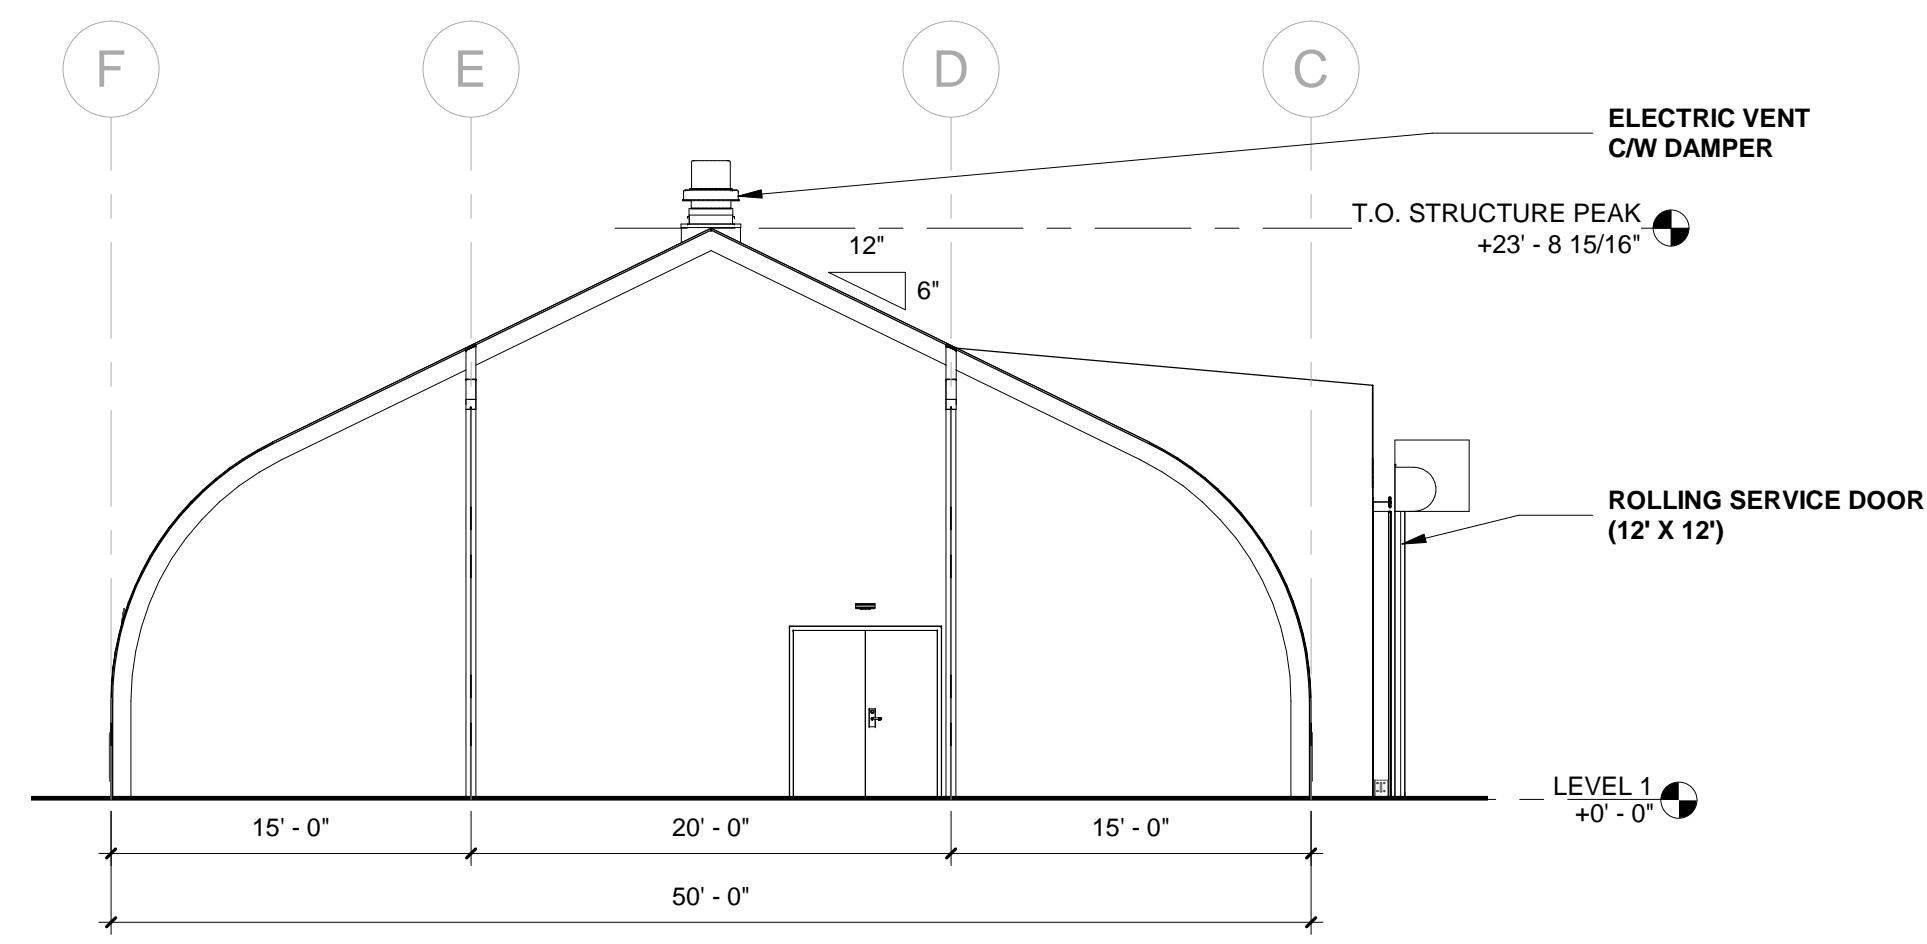 F
E
D
C
ELECTRIC VENT
C/W DAMPER
T.O. STRUCTURE PEAK
+23' - 8 15/16"
12"
6"
ROLLING SERVICE DOOR
(12' X 12')
LEVEL 1
+0' - 0"
15' - 0"
20' - 0"
15' - 0"
50' - 0"